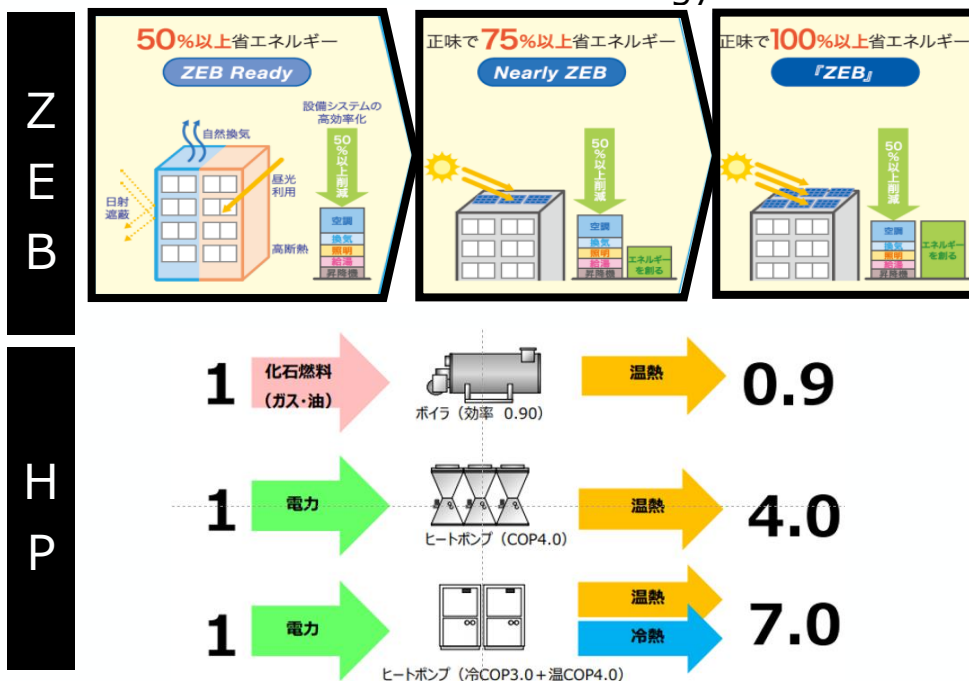 ZEB
50%以上省エネルギー
ZEB Ready
設備システムの
高効率化
自然換気
50%以上削減
昼光
利用
日射
遮蔽
高断熱
空調
換気
照明
給湯
昇降機
正味で75%以上省エネルギー
Nearly ZEB
50%以上削減
空調
換気
照明
給湯
昇降機
エネルギー
を創る
正味で100%以上省エネルギー
『ZEB』
50%以上削減
空調
換気
照明
給湯
昇降機
エネルギー
を創る
HP
1
化石燃料
(ガス・油)
ボイラ(効率 0.90)
温熱
0.9
1
電力
ヒートポンプ(COP4.0)
温熱
4.0
1
電力
ヒートポンプ(冷COP3.0+温COP4.0)
温熱
冷熱
7.0